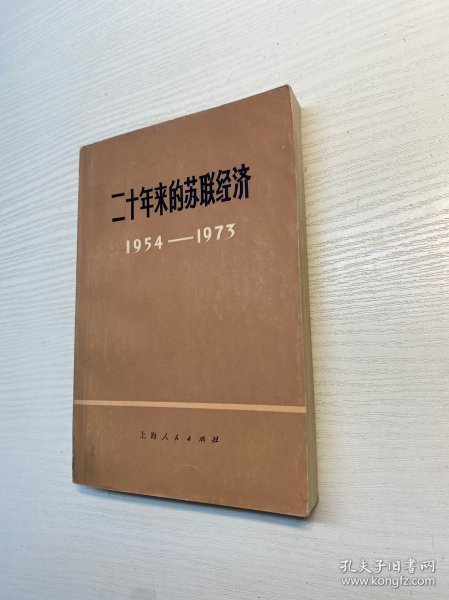 二十年来的苏联经济
1954—1973
上海人民出版社
孔夫子旧书网
www.kongfz.com